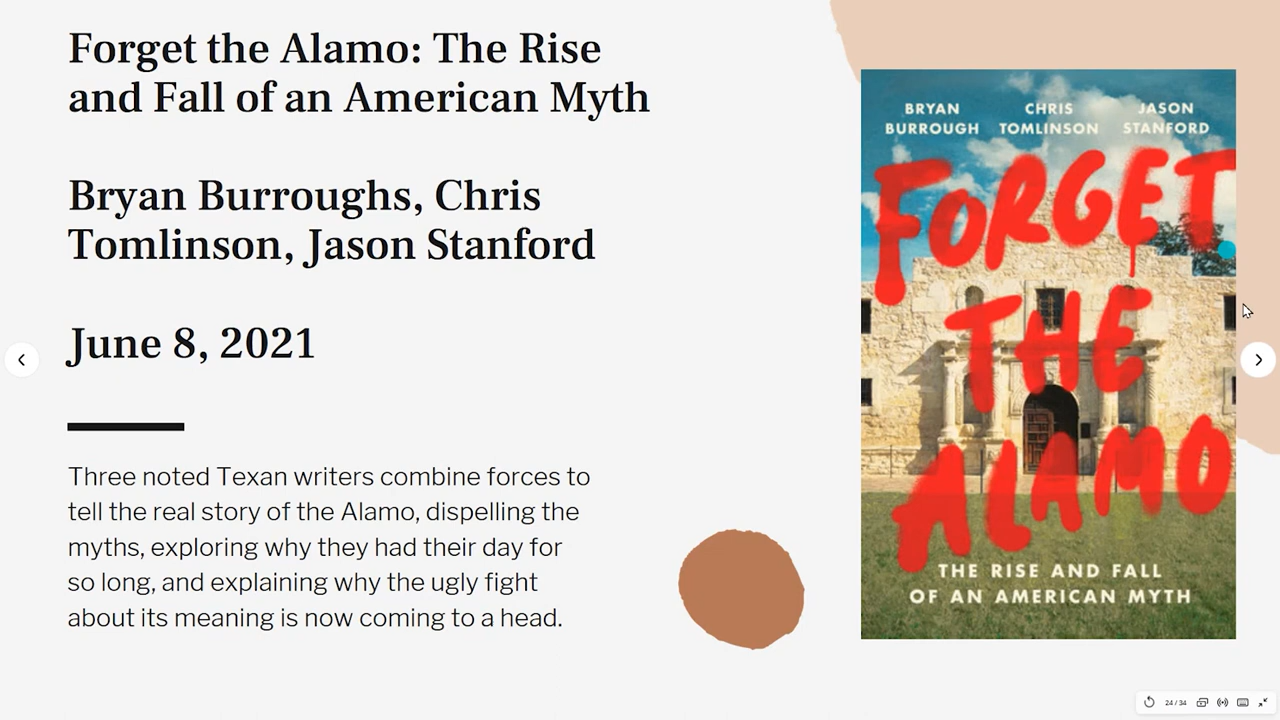 Forget the Alamo: The Rise
and Fall of an American Myth
Bryan Burroughs, Chris
Tomlinson, Jason Stanford
June 8, 2021
Three noted Texan writers combine forces to
tell the real story of the Alamo, dispelling the
myths, exploring why they had their day for
so long, and explaining why the ugly fight
about its meaning is now coming to a head.
BRYAN CHRIS JASON
BURROUGH TOMLINSON STANFORD
FORGET
THE
ALAMO
THE RISE AND FALL
OF AN AMERICAN MYTH
24 / 34